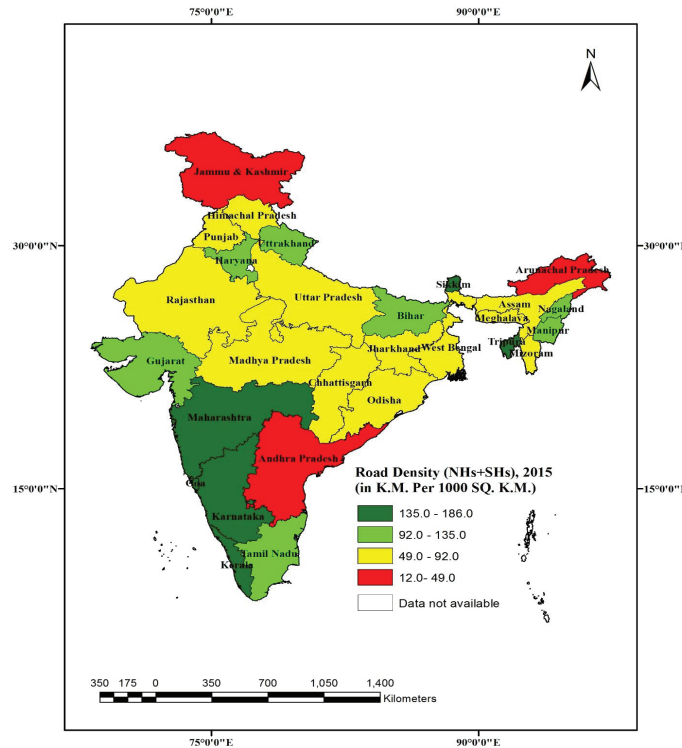 75°0'0"E 90°0'0"E
N
Jammu & Kashmir
Himachal Pradesh
Punjab
Uttrakhand
30°0'0"N 30°0'0"N
Haryana
Sikkim
Arunachal Pradesh
Rajasthan
Uttar Pradesh
Assam
Nagaland
Bihar
Meghalaya
Manipur
Gujarat
Madhya Pradesh
Jharkhand
West Bengal
Tripura
Mizoram
Chhattisgarh
Odisha
Maharashtra
Andhra Pradesh
Goa
15°0'0"N 15°0'0"N
Karnataka
Tamil Nadu
Kerala
Road Density (NHs+SHs), 2015
(in K.M. Per 1000 SQ. K.M.)
135.0 - 186.0
92.0 - 135.0
49.0 - 92.0
12.0- 49.0
Data not available
350 175 0 350 700 1,050 1,400
Kilometers
75°0'0"E 90°0'0"E